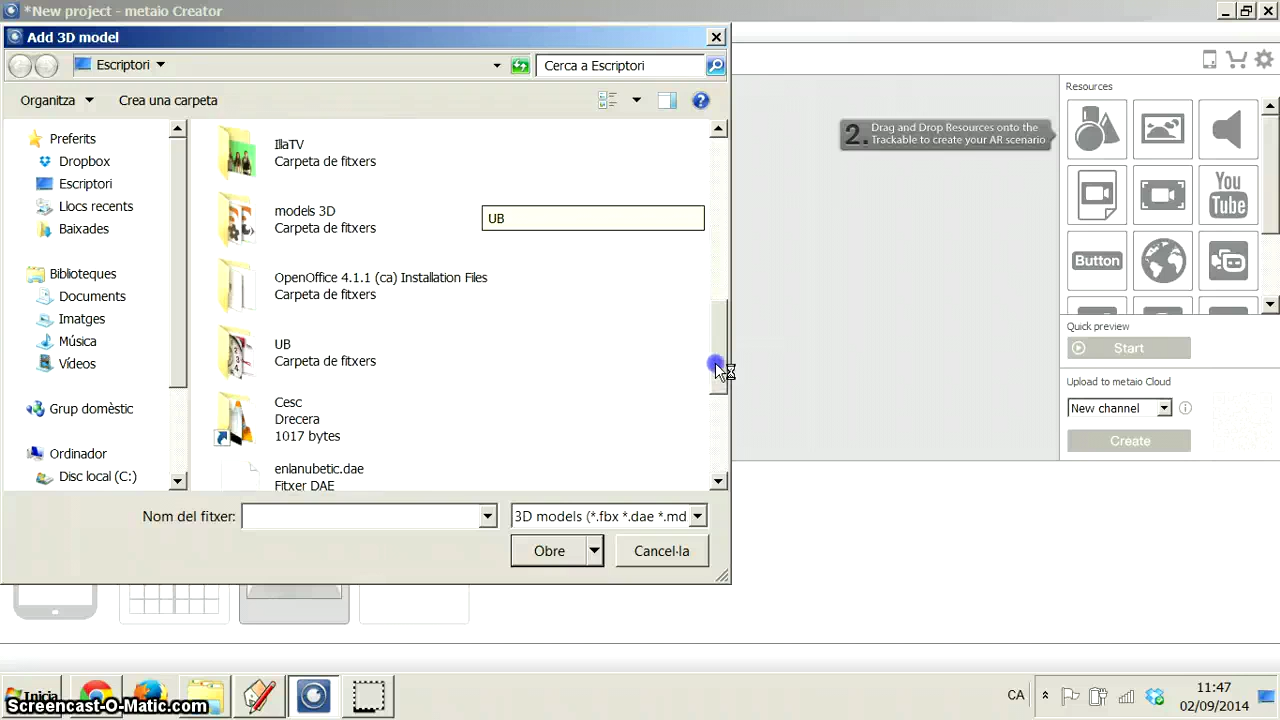 *New project - metaio Creator
Add 3D model
Escriptori
Cerca a Escriptori
Organitza
Crea una carpeta
Preferits
Dropbox
Escriptori
Llocs recents
Baixades
Biblioteques
Documents
Imatges
Música
Vídeos
Grup domèstic
Ordinador
Disc local (C:)
IllaTV
Carpeta de fitxers
models 3D
Carpeta de fitxers
UB
OpenOffice 4.1.1 (ca) Installation Files
Carpeta de fitxers
UB
Carpeta de fitxers
Cesc
Drecera
1017 bytes
enlanubetic.dae
Fitxer DAE
Nom del fitxer:
3D models (*.fbx *.dae *.md
Obre
Cancel·la
2. Drag and Drop Resources onto the
Trackable to create your AR scenario
Resources
You
Tube
Button
Quick preview
Start
Upload to metaio Cloud
New channel
Create
Inicia
Screencast-O-Matic.com
CA
11:47
02/09/2014